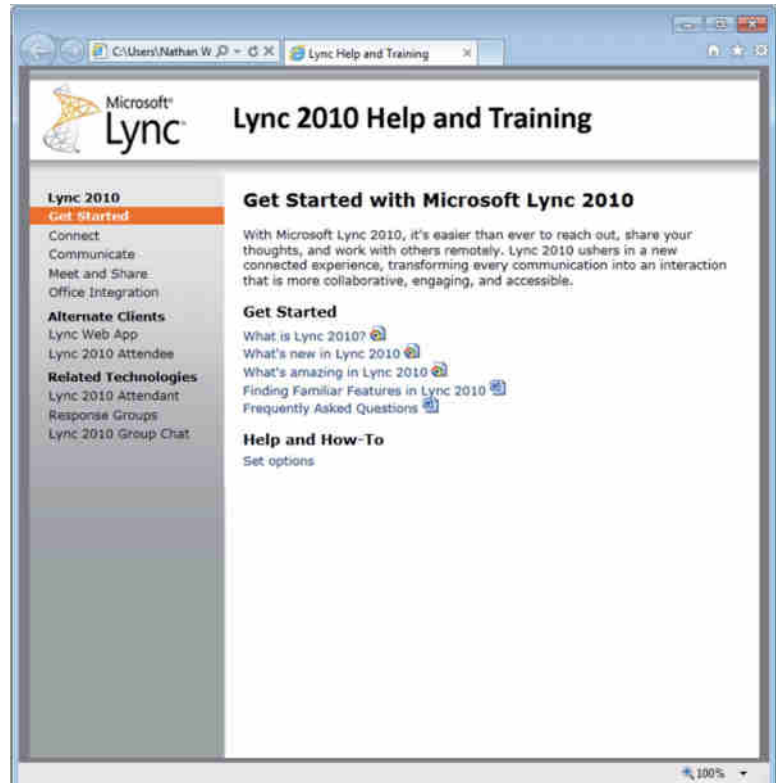 C:\Users\Nathan W
Lync Help and Training
Microsoft®
Lync™
Lync 2010 Help and Training
Lync 2010
Get Started
Connect
Communicate
Meet and Share
Office Integration
Alternate Clients
Lync Web App
Lync 2010 Attendee
Related Technologies
Lync 2010 Attendant
Response Groups
Lync 2010 Group Chat
Get Started with Microsoft Lync 2010
With Microsoft Lync 2010, it's easier than ever to reach out, share your
thoughts, and work with others remotely. Lync 2010 ushers in a new
connected experience, transforming every communication into an interaction
that is more collaborative, engaging, and accessible.
Get Started
What is Lync 2010?
What's new in Lync 2010
What's amazing in Lync 2010
Finding Familiar Features in Lync 2010
Frequently Asked Questions
Help and How-To
Set options
100%